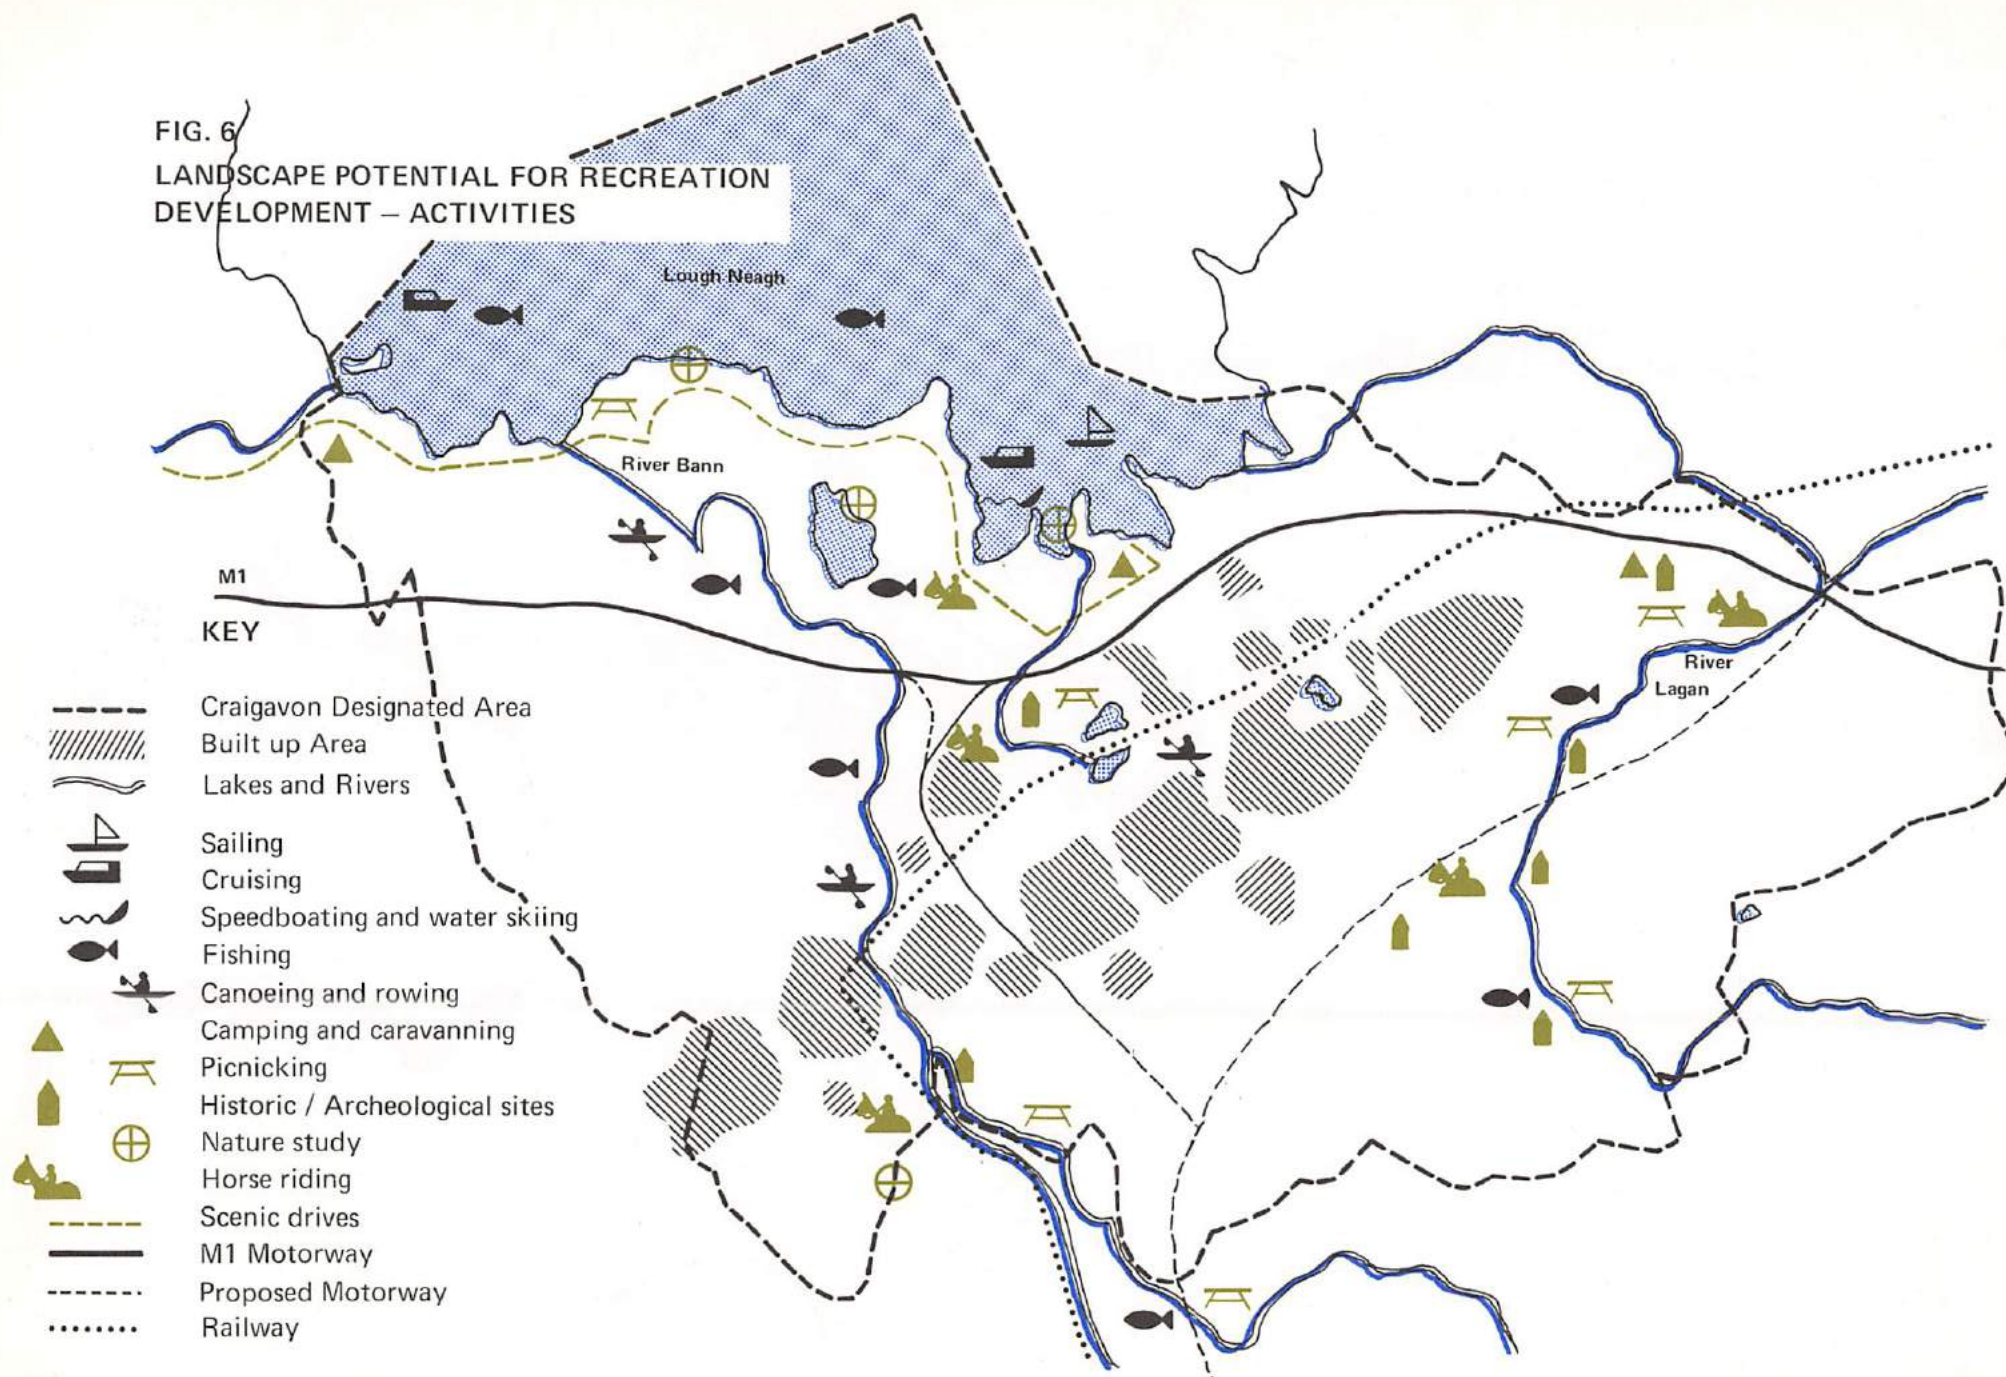 FIG. 6
LANDSCAPE POTENTIAL FOR RECREATION
DEVELOPMENT – ACTIVITIES
Lough Neagh
River Bann
M1
KEY
River
Lagan
Craigavon Designated Area
Built up Area
Lakes and Rivers
Sailing
Cruising
Speedboating and water skiing
Fishing
Canoeing and rowing
Camping and caravanning
Picnicking
Historic / Archeological sites
Nature study
Horse riding
Scenic drives
M1 Motorway
Proposed Motorway
Railway